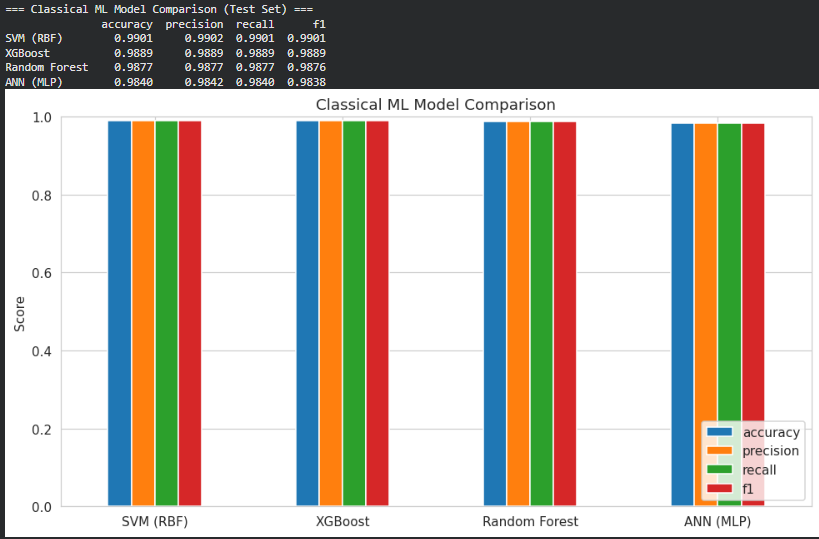 === Classical ML Model Comparison (Test Set) ===
accuracy precision recall f1
SVM (RBF) 0.9901 0.9902 0.9901 0.9901
XGBoost 0.9889 0.9889 0.9889 0.9889
Random Forest 0.9877 0.9877 0.9877 0.9876
ANN (MLP) 0.9840 0.9842 0.9840 0.9838
Classical ML Model Comparison
1.0
0.8
0.6
0.4
0.2
0.0
Score
accuracy
precision
recall
f1
SVM (RBF) XGBoost Random Forest ANN (MLP)